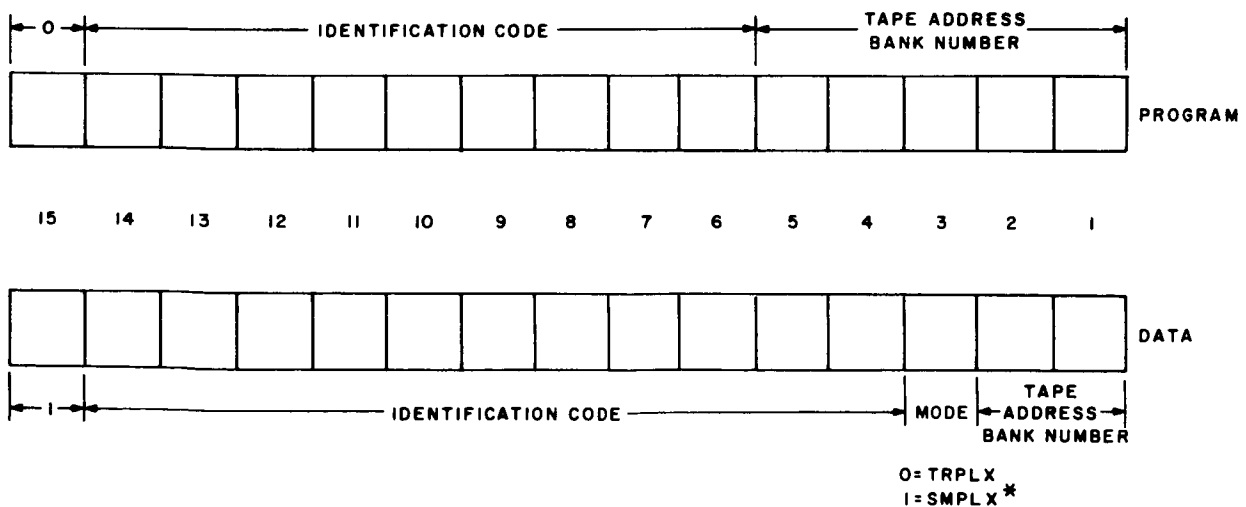 0 IDENTIFICATION CODE TAPE ADDRESS
BANK NUMBER
PROGRAM
15 14 13 12 11 10 9 8 7 6 5 4 3 2 1
DATA
1 IDENTIFICATION CODE MODE TAPE
ADDRESS
BANK NUMBER
0=TRPLX
1=SMPLX*